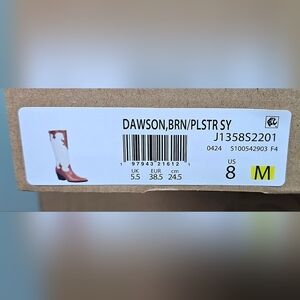 DAWSON,BRN/PLSTR SY
J1358S2201
0424 S100542903 F4
1 97943 21612 1
UK EUR cm US
5.5 38.5 24.5 8 M